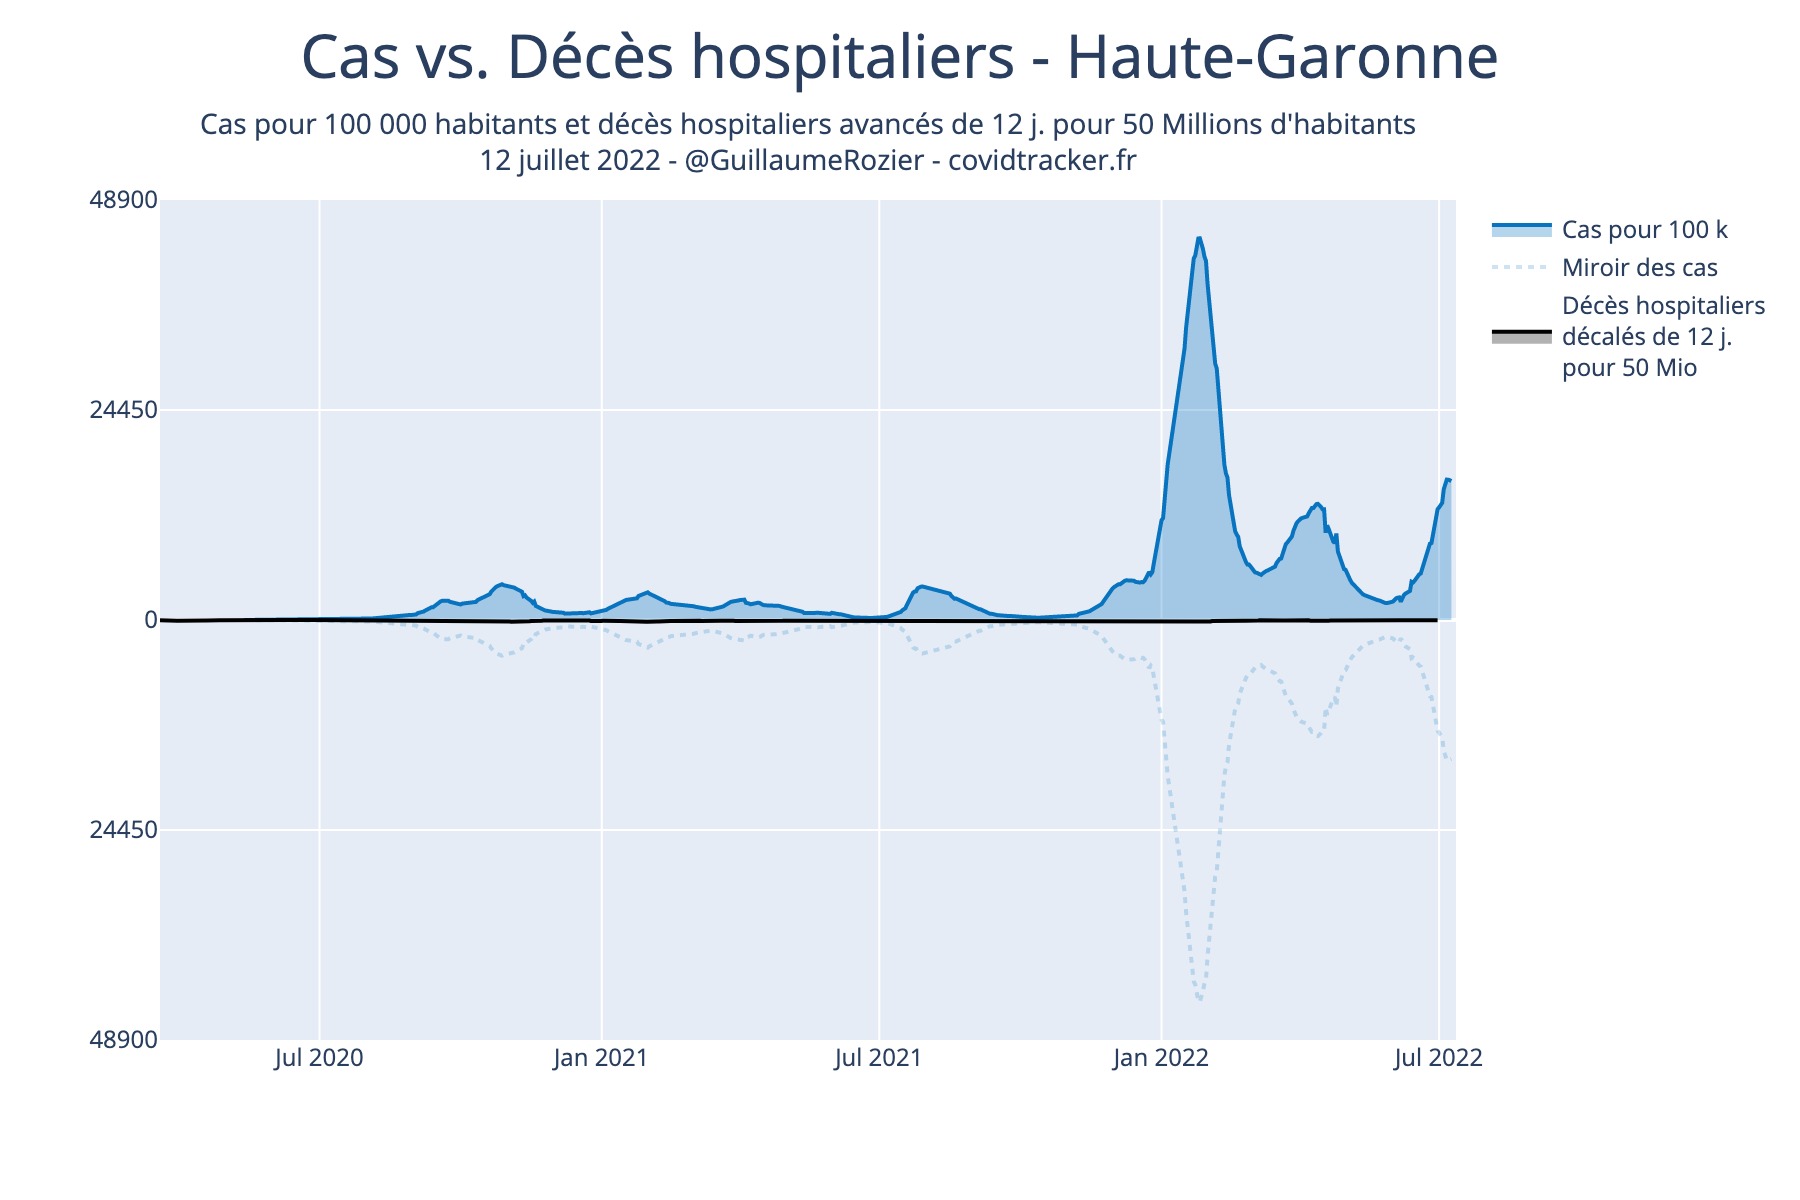 Cas vs. Décès hospitaliers - Haute-Garonne
Cas pour 100 000 habitants et décès hospitaliers avancés de 12 j. pour 50 Millions d'habitants
12 juillet 2022 - @GuillaumeRozier - covidtracker.fr
48900
24450
0
24450
48900
Jul 2020
Jan 2021
Jul 2021
Jan 2022
Jul 2022
Cas pour 100 k
Miroir des cas
Décès hospitaliers
décalés de 12 j.
pour 50 Mio